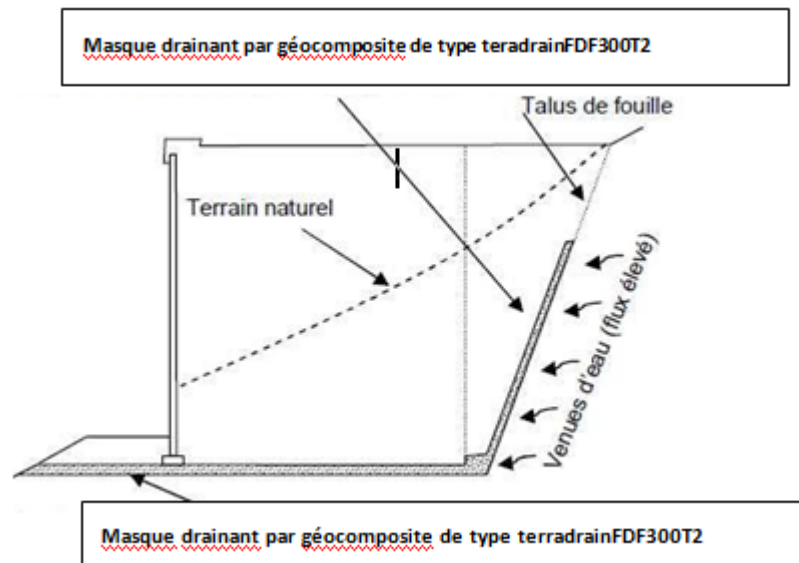 Masque drainant par géocomposite de type teradrainFDF300T2
Talus de fouille
Terrain naturel
Venues d'eau (flux élevé)
Masque drainant par géocomposite de type terradrainFDF300T2